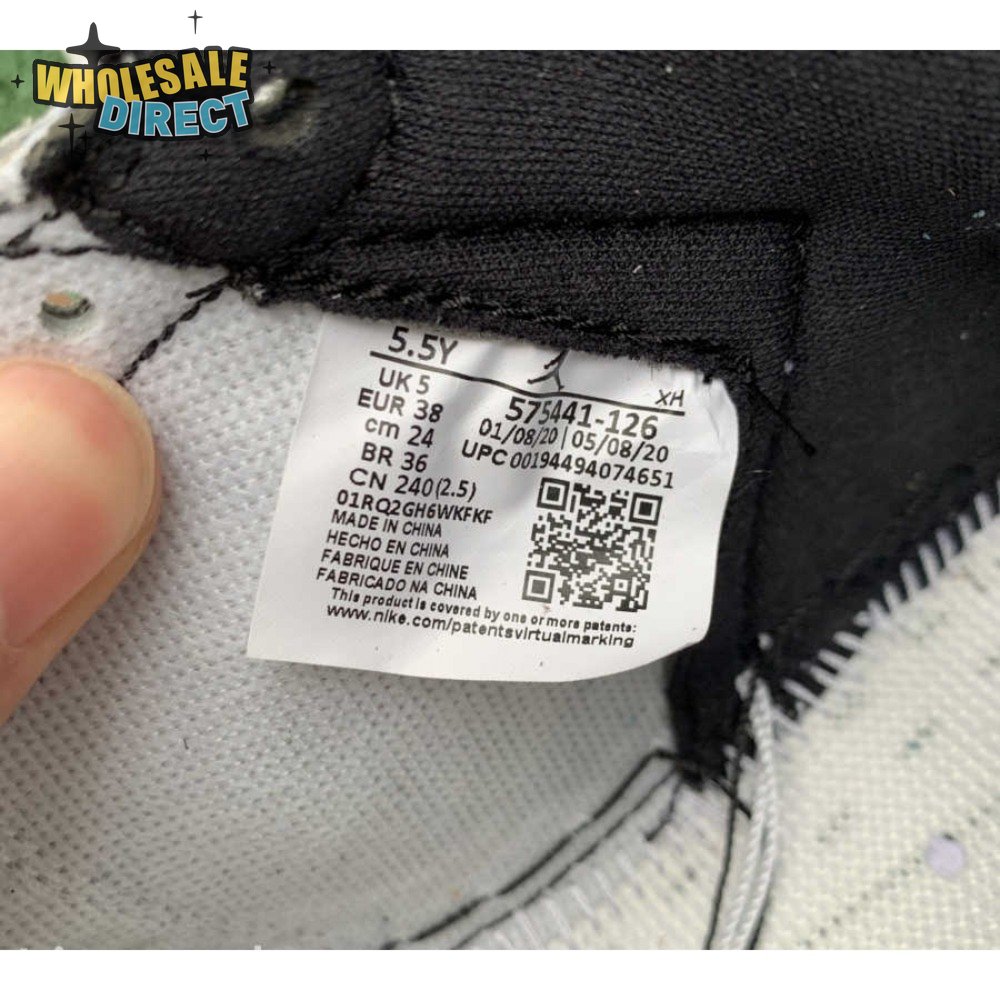 WHOLESALE
DIRECT
5.5Y
XH
UK 5
EUR 38
cm 24
BR 36
CN 240(2.5)
575441-126
01/08/20 | 05/08/20
UPC 00194494074651
01RQ2GH6WKFKF
MADE IN CHINA
HECHO EN CHINA
FABRIQUE EN CHINE
FABRICADO NA CHINA
This product is covered by one or more patents:
www.nike.com/patentsvirtualmarking